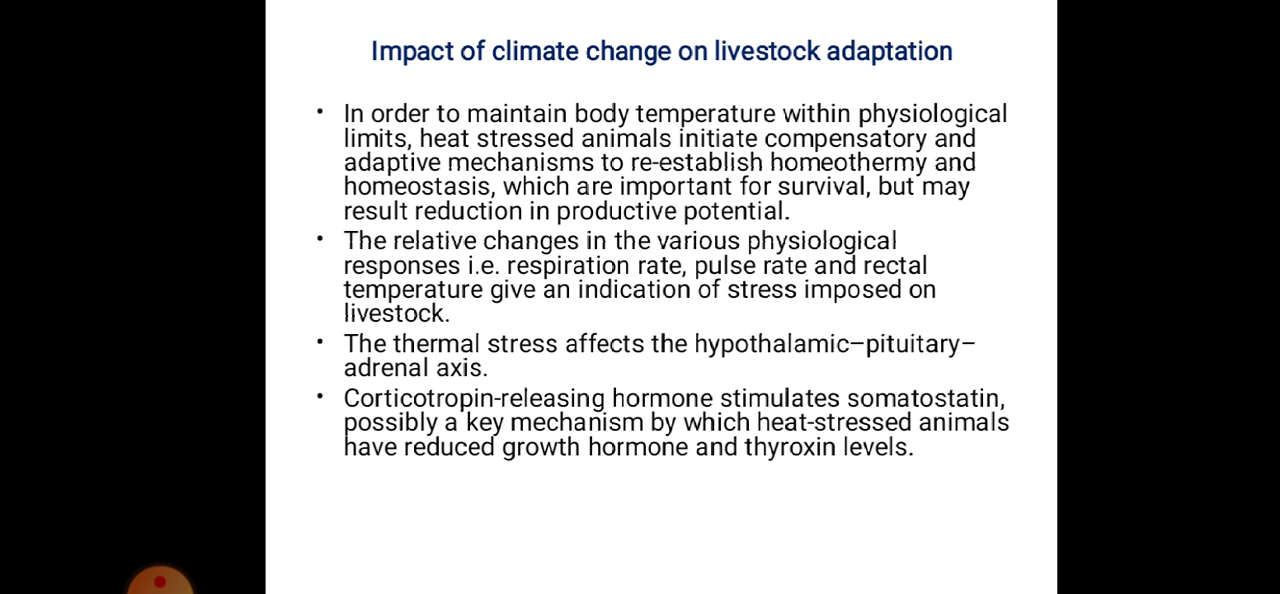 Impact of climate change on livestock adaptation
• In order to maintain body temperature within physiological
limits, heat stressed animals initiate compensatory and
adaptive mechanisms to re-establish homeothermy and
homeostasis, which are important for survival, but may
result reduction in productive potential.
• The relative changes in the various physiological
responses i.e. respiration rate, pulse rate and rectal
temperature give an indication of stress imposed on
livestock.
• The thermal stress affects the hypothalamic–pituitary–
adrenal axis.
• Corticotropin-releasing hormone stimulates somatostatin,
possibly a key mechanism by which heat-stressed animals
have reduced growth hormone and thyroxin levels.